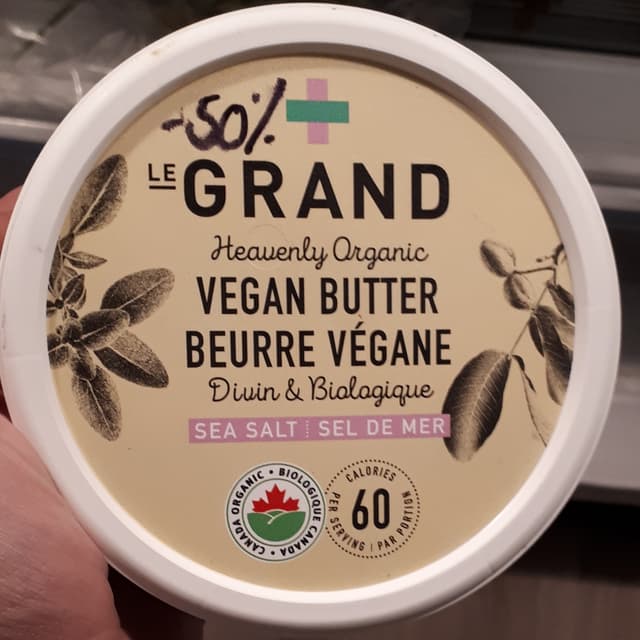 -50%
LE GRAND
Heavenly Organic
VEGAN BUTTER
BEURRE VÉGANE
Divin & Biologique
SEA SALT SEL DE MER
CANADA ORGANIC • BIOLOGIQUE CANADA •
CALORIES
60
PER SERVING | PAR PORTION